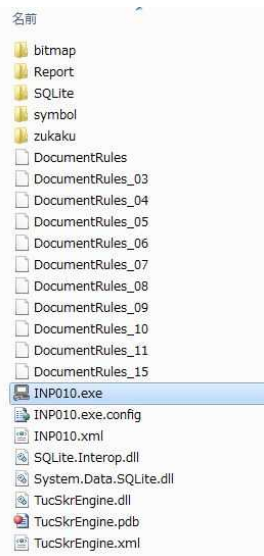 名前
bitmap
Report
SQLite
symbol
zukaku
DocumentRules
DocumentRules_03
DocumentRules_04
DocumentRules_05
DocumentRules_06
DocumentRules_07
DocumentRules_08
DocumentRules_09
DocumentRules_10
DocumentRules_11
DocumentRules_15
INP010.exe
INP010.exe.config
INP010.xml
SQLite.Interop.dll
System.Data.SQLite.dll
TucSkrEngine.dll
TucSkrEngine.pdb
TucSkrEngine.xml